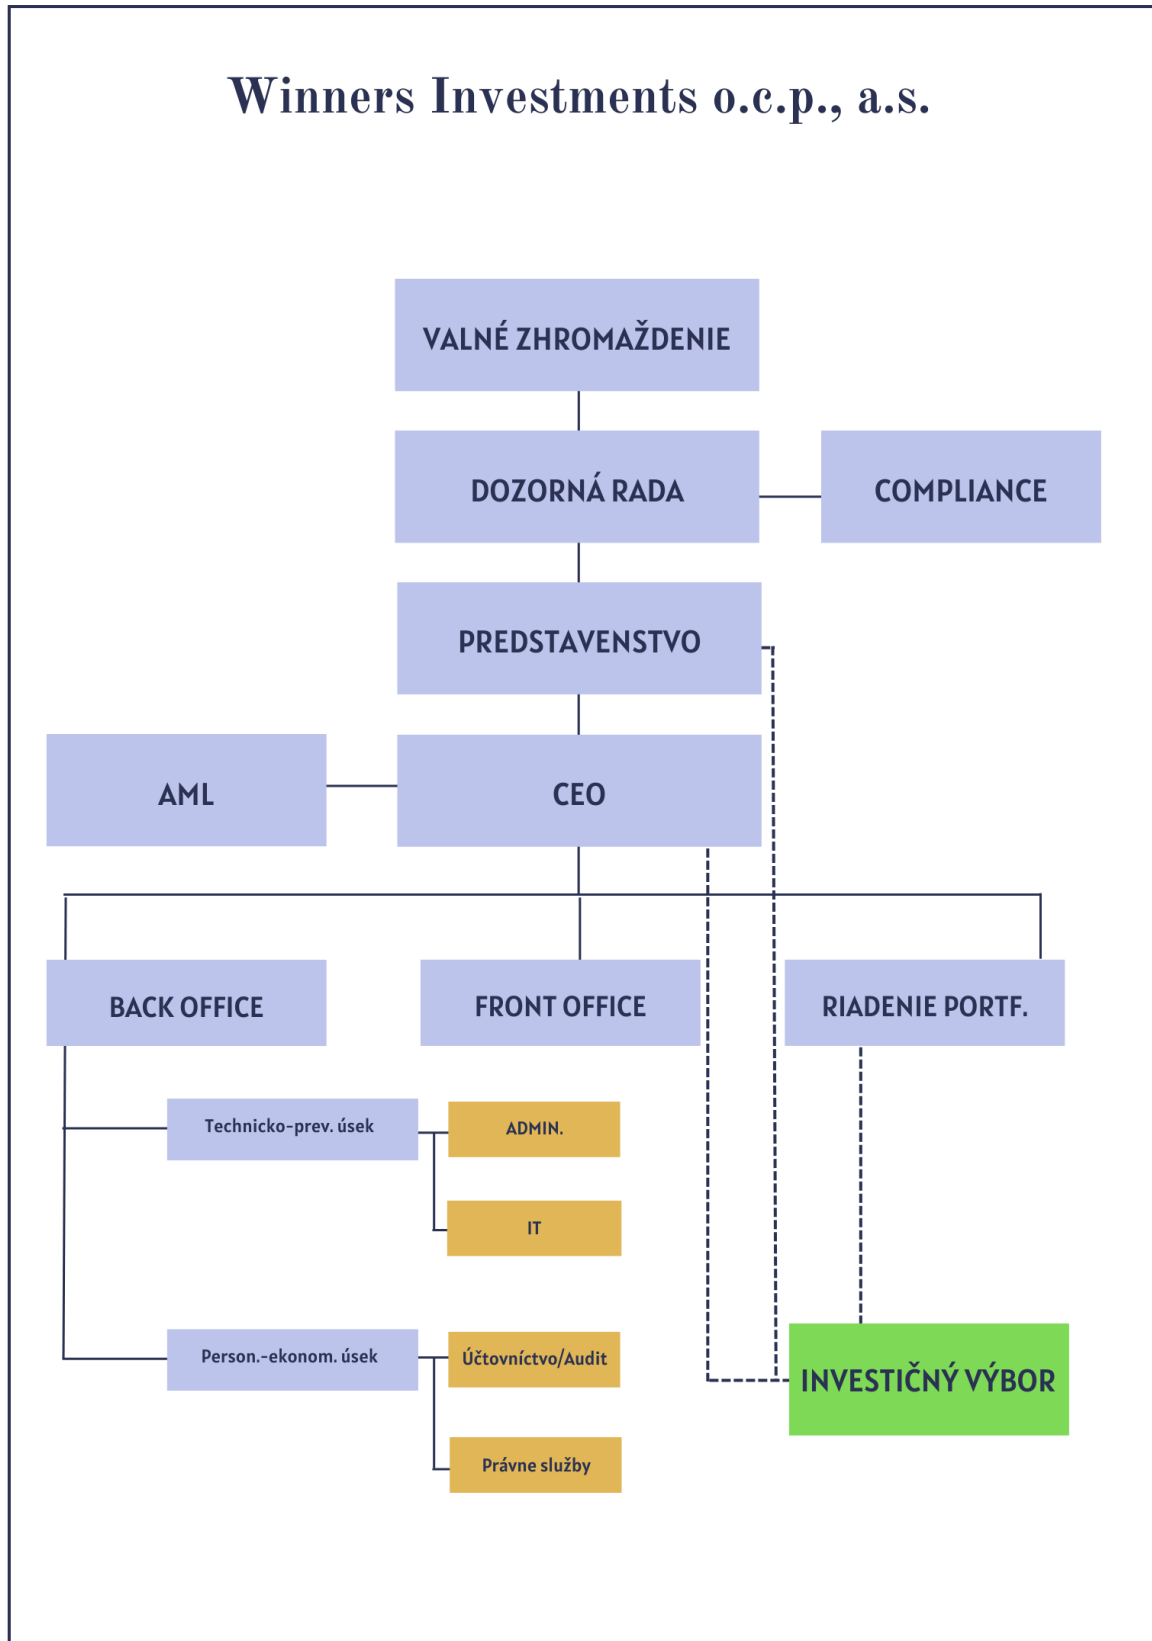 Winners Investments o.c.p., a.s.
VALNÉ ZHROMAŽDENIE
DOZORNÁ RADA
COMPLIANCE
PREDSTAVENSTVO
AML
CEO
BACK OFFICE
FRONT OFFICE
RIADENIE PORTF.
Technicko-prev. úsek
ADMIN.
IT
Person.-ekonom. úsek
Účtovníctvo/Audit
INVESTIČNÝ VÝBOR
Právne služby